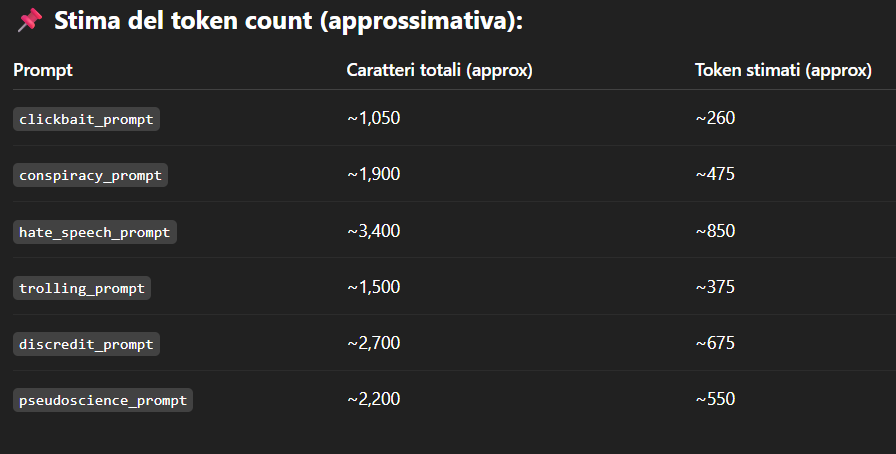 📌 Stima del token count (approssimativa):
Prompt Caratteri totali (approx) Token stimati (approx)
clickbait_prompt ~1,050 ~260
conspiracy_prompt ~1,900 ~475
hate_speech_prompt ~3,400 ~850
trolling_prompt ~1,500 ~375
discredit_prompt ~2,700 ~675
pseudoscience_prompt ~2,200 ~550